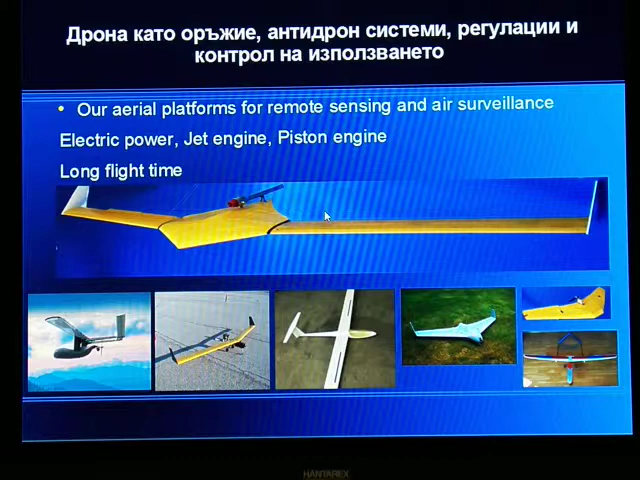 Дрона като оръжие, антидрон системи, регулации и
контрол на използването
• Our aerial platforms for remote sensing and air surveillance
Electric power, Jet engine, Piston engine
Long flight time
HANTAREX